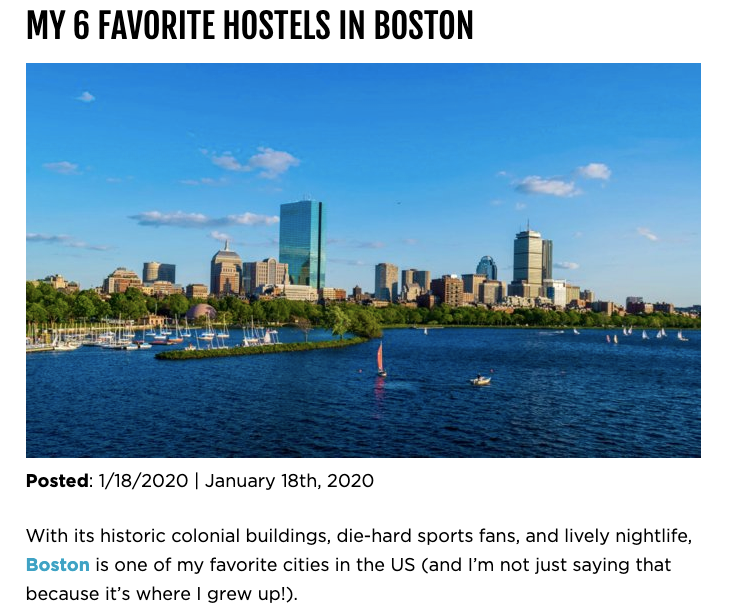 MY 6 FAVORITE HOSTELS IN BOSTON
Posted: 1/18/2020 | January 18th, 2020
With its historic colonial buildings, die-hard sports fans, and lively nightlife,
Boston is one of my favorite cities in the US (and I’m not just saying that
because it’s where I grew up!).